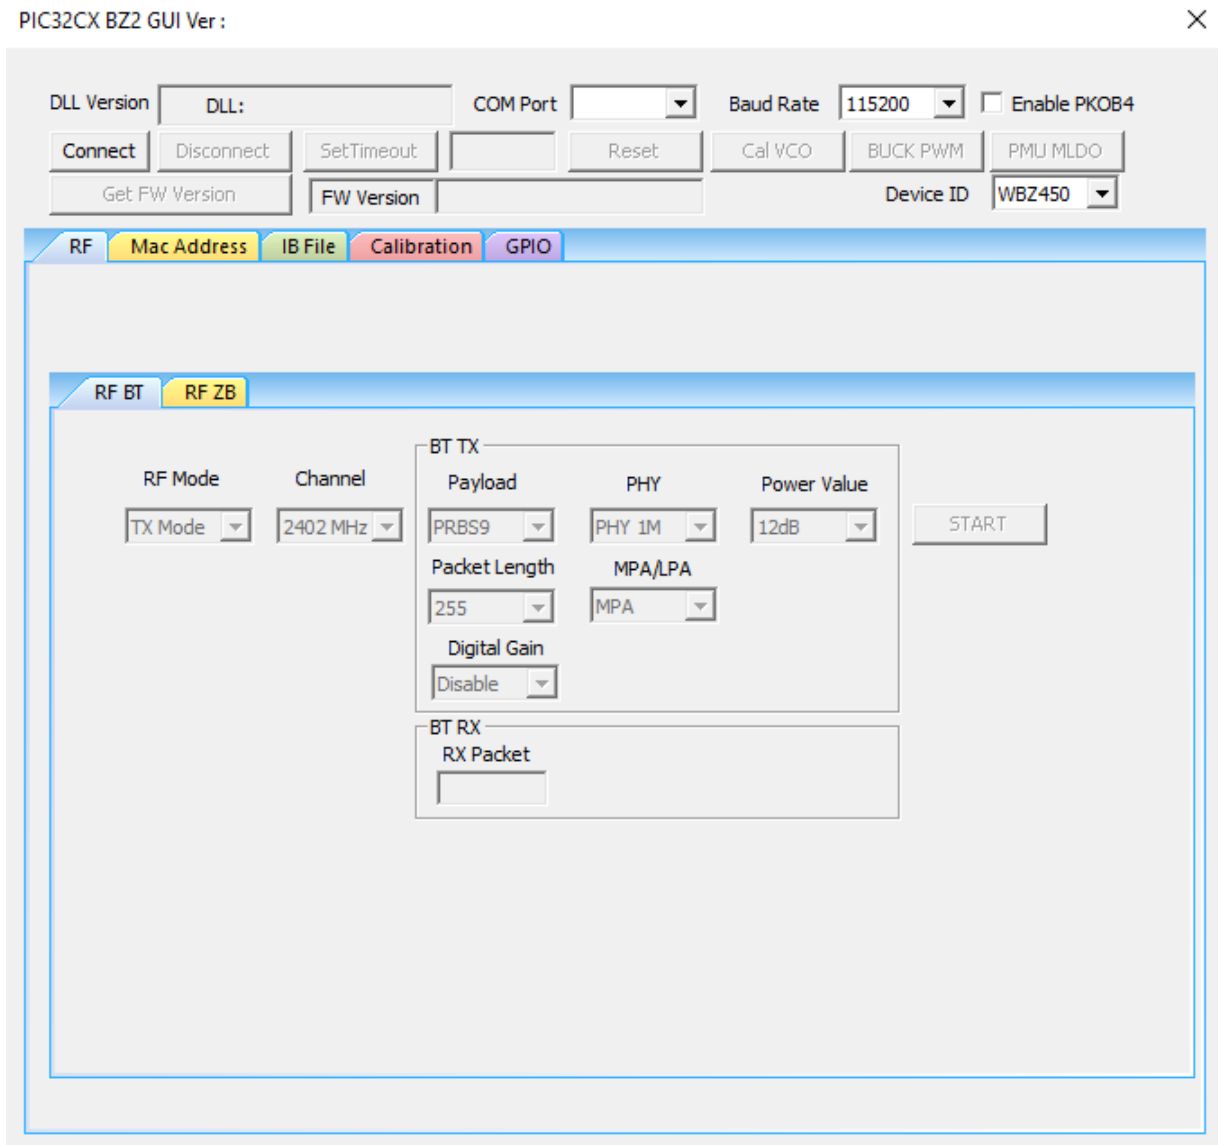 PIC32CX BZ2 GUI Ver :
DLL Version DLL: COM Port Baud Rate 115200 Enable PKOB4
Connect Disconnect SetTimeout Reset Cal VCO BUCK PWM PMU MLDO
Get FW Version FW Version Device ID WBZ450
RF Mac Address IB File Calibration GPIO
RF BT RF ZB
BT TX
RF Mode Channel Payload PHY Power Value
TX Mode 2402 MHz PRBS9 PHY 1M 12dB START
Packet Length MPA/LPA
255 MPA
Digital Gain
Disable
BT RX
RX Packet